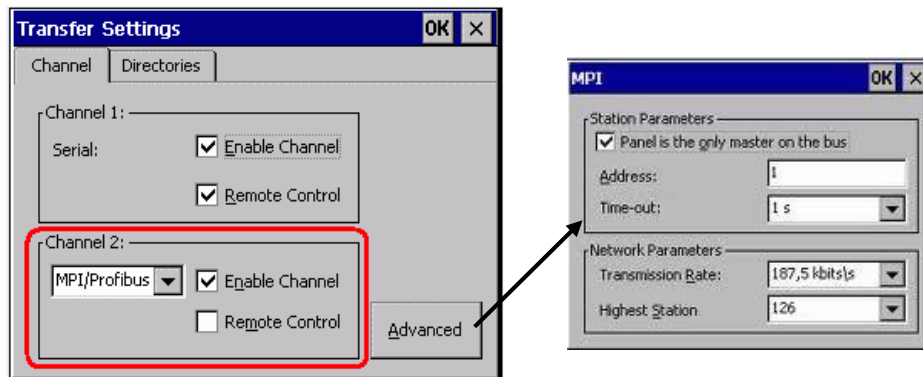 Transfer Settings OK ×
Channel Directories
Channel 1:
Serial: Enable Channel
Remote Control
Channel 2:
MPI/Profibus Enable Channel
Remote Control
Advanced
MPI OK ×
Station Parameters
Panel is the only master on the bus
Address: 1
Time-out: 1 s
Network Parameters
Transmission Rate: 187,5 kbits\s
Highest Station 126